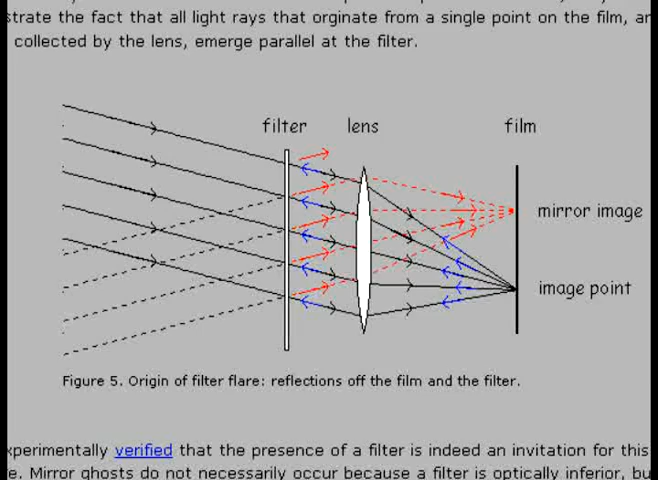 strate the fact that all light rays that orginate from a single point on the film, an
collected by the lens, emerge parallel at the filter.
filter lens film
mirror image
image point
Figure 5. Origin of filter flare: reflections off the film and the filter.
xperimentally verified that the presence of a filter is indeed an invitation for this
e. Mirror ghosts do not necessarily occur because a filter is optically inferior, bu